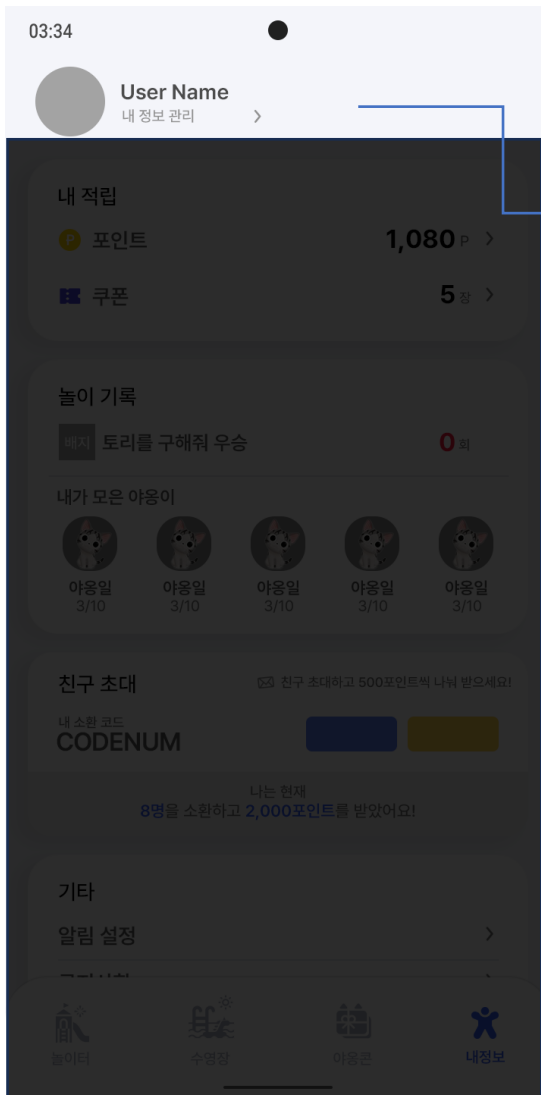 03:34
User Name
내 정보 관리
내 적립
P 포인트 1,080 P
쿠폰 5 장
놀이 기록
배지 토리를 구해줘 우승 0 회
내가 모은 야옹이
야옹일 야옹일 야옹일 야옹일 야옹일
3/10 3/10 3/10 3/10 3/10
친구 초대 친구 초대하고 500포인트씩 나눠 받으세요!
내 소환 코드
CODENUM
나는 현재
8명을 소환하고 2,000포인트를 받았어요!
기타
알림 설정
놀이터 수영장 야옹콘 내정보